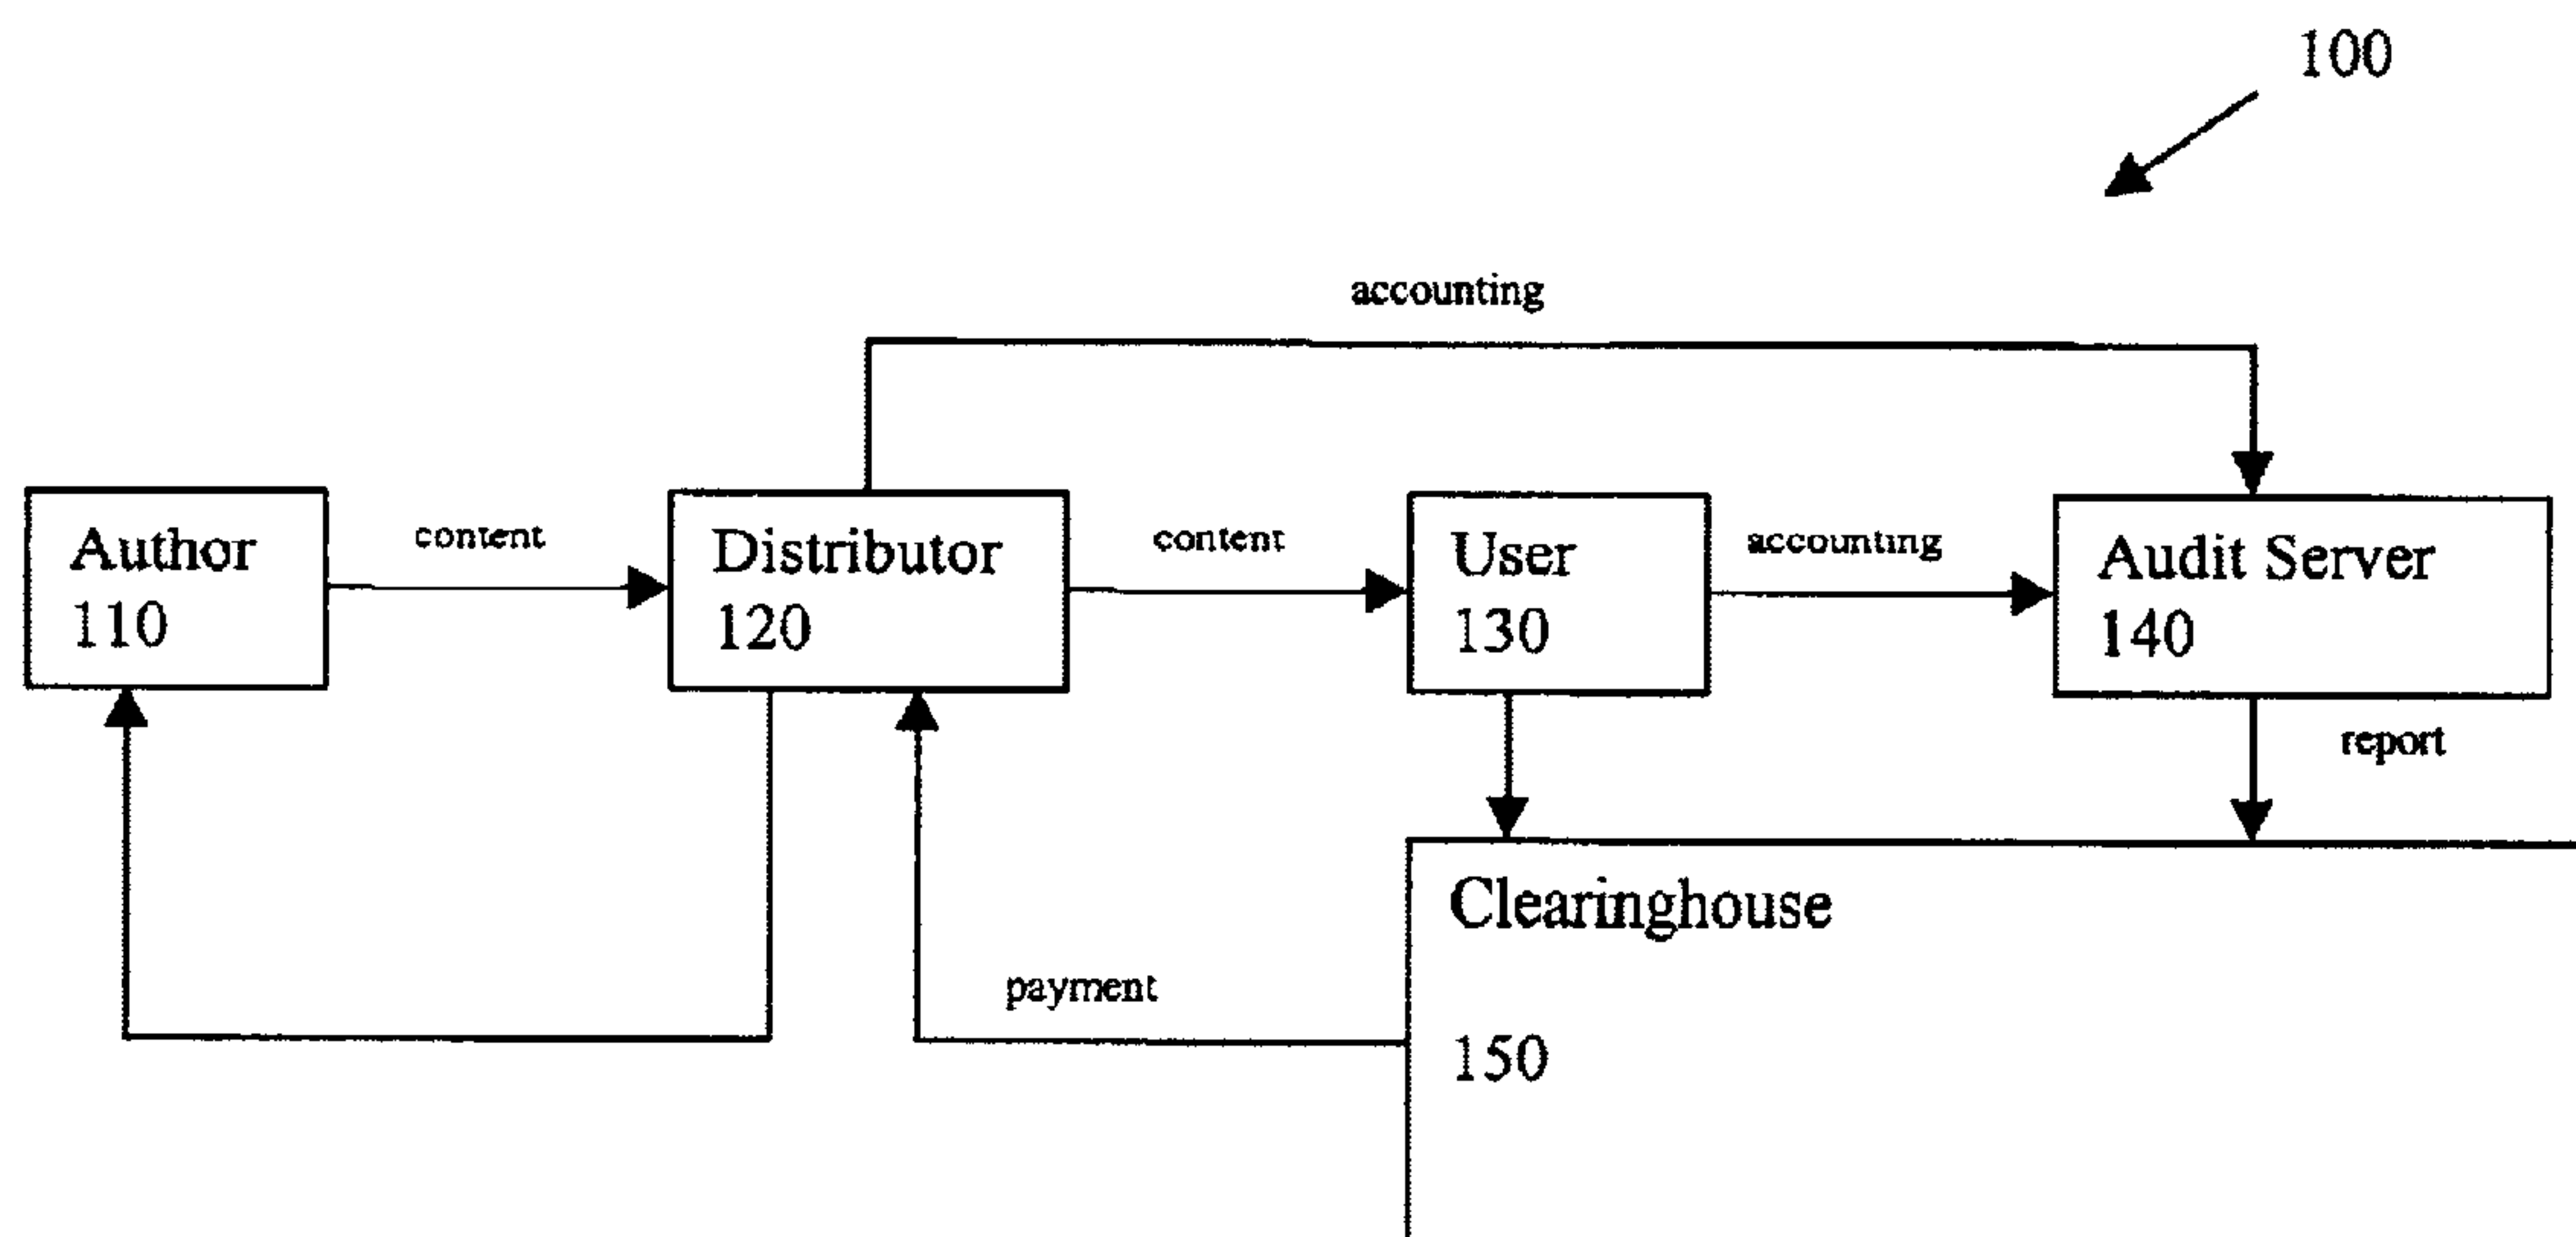 100
accounting
Author
110
content
Distributor
120
content
User
130
accounting
Audit Server
140
report
Clearinghouse
150
payment